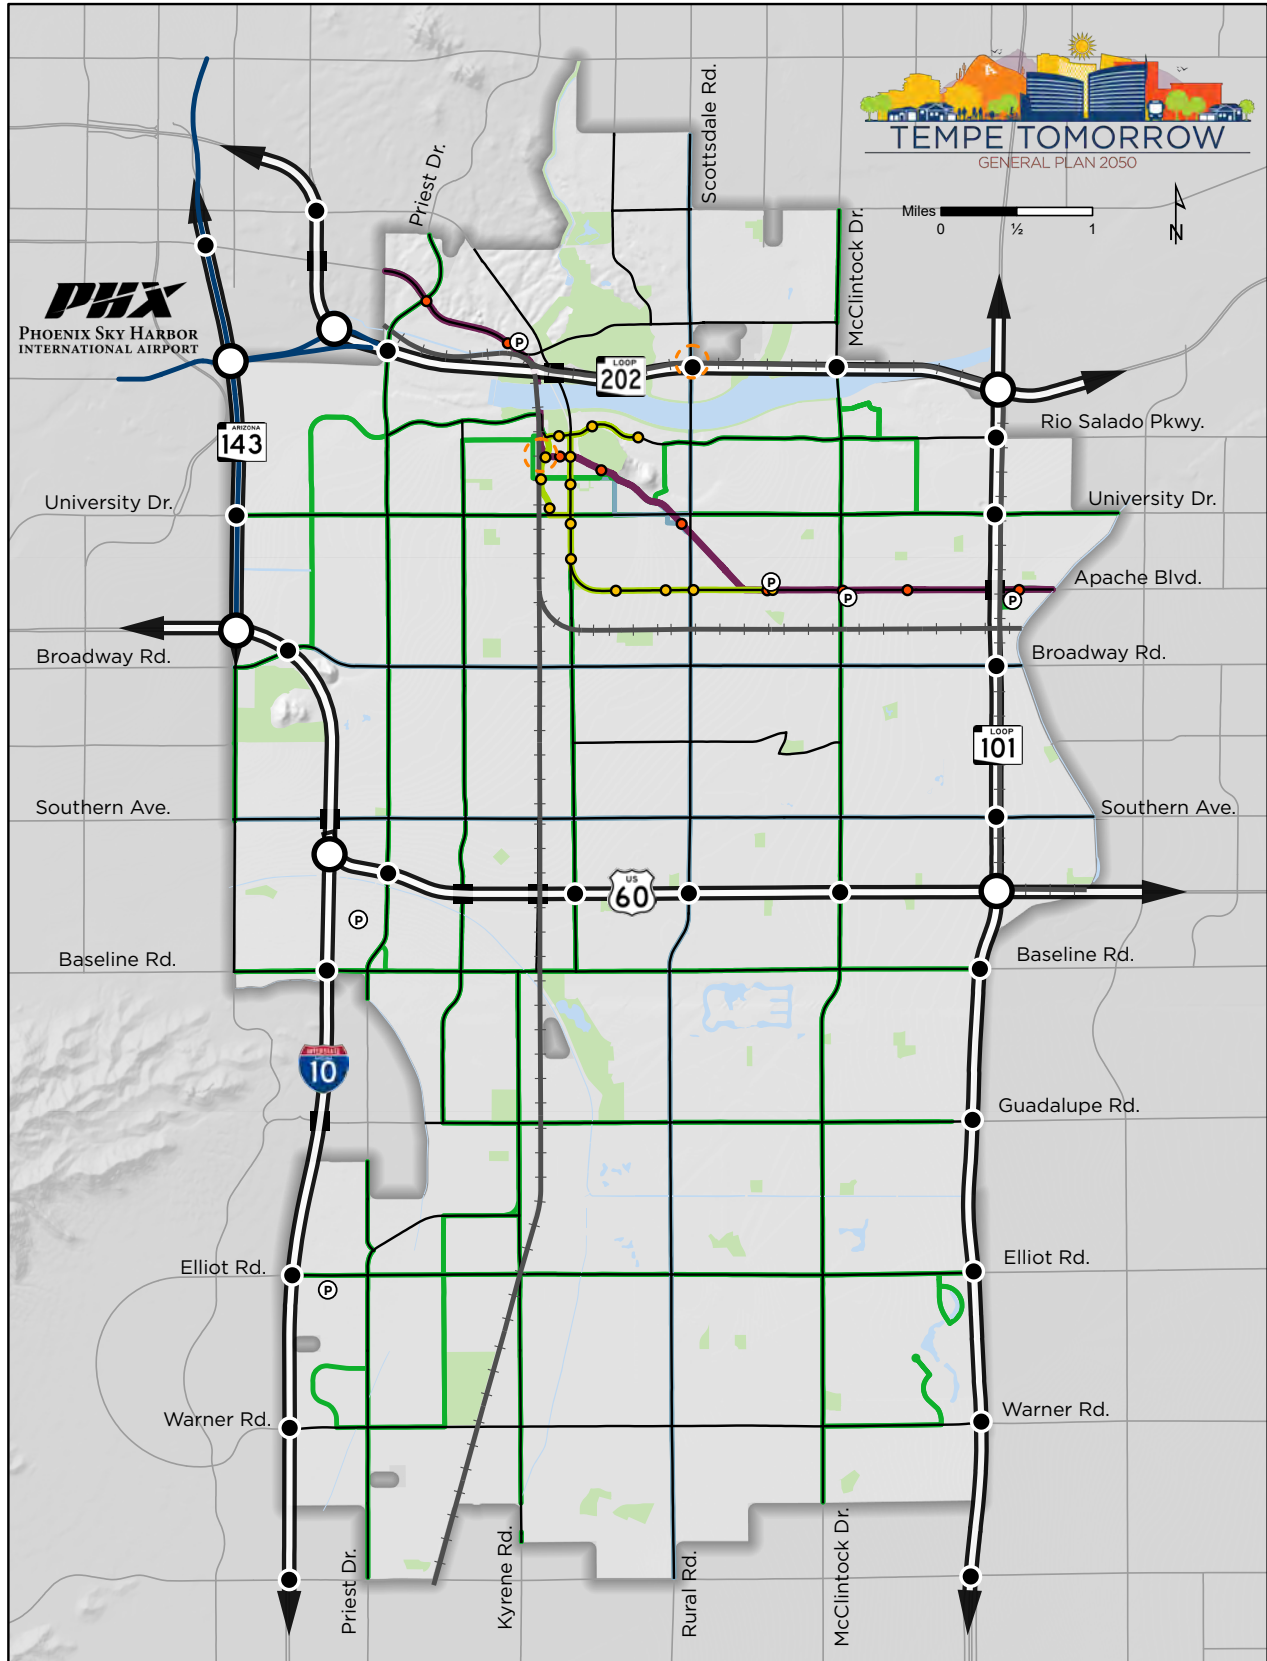 TEMPE TOMORROW
GENERAL PLAN 2050
Scottsdale Rd.
Priest Dr.
McClintock Dr.
Miles
0 ½ 1
N
PHX
PHOENIX SKY HARBOR
INTERNATIONAL AIRPORT
P
LOOP
202
Rio Salado Pkwy.
ARIZONA
143
University Dr.
University Dr.
P
Apache Blvd.
P
P
Broadway Rd.
Broadway Rd.
LOOP
101
Southern Ave.
Southern Ave.
US
60
P
Baseline Rd.
Baseline Rd.
INTERSTATE
10
Guadalupe Rd.
Elliot Rd.
Elliot Rd.
P
Warner Rd.
Warner Rd.
Priest Dr.
Kyrene Rd.
Rural Rd.
McClintock Dr.